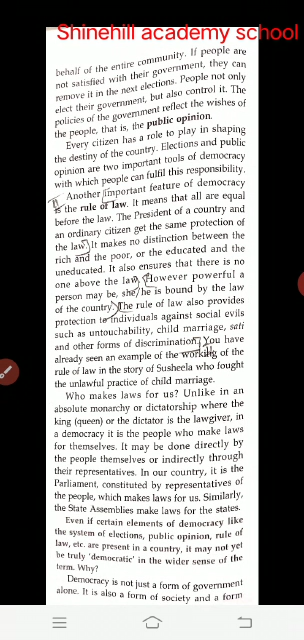 Shinehill academy school
behalf of the entire community. If people are
not satisfied with their government, they can
remove it in the next elections. People not only
elect their government, but also control it. The
policies of the government reflect the wishes of
the people, that is, the public opinion.
Every citizen has a role to play in shaping
the destiny of the country. Elections and public
opinion are two important tools of democracy
with which people can fulfil this responsibility.
Another important feature of democracy
is the rule of law. It means that all are equal
before the law. The President of a country and
an ordinary citizen get the same protection of
the law. It makes no distinction between the
rich and the poor, or the educated and the
uneducated. It also ensures that there is no
one above the law. However powerful a
person may be, she/he is bound by the law
of the country. The rule of law also provides
protection to individuals against social evils
such as untouchability, child marriage, sati
and other forms of discrimination. You have
already seen an example of the working of the
rule of law in the story of Susheela who fought
the unlawful practice of child marriage.
Who makes laws for us? Unlike in an
absolute monarchy or dictatorship where the
king (queen) or the dictator is the lawgiver, in
a democracy it is the people who make laws
for themselves. It may be done directly by
the people themselves or indirectly through
their representatives. In our country, it is the
Parliament, constituted by representatives of
the people, which makes laws for us. Similarly,
the State Assemblies make laws for the states.
Even if certain elements of democracy like
the system of elections, public opinion, rule of
law, etc. are present in a country, it may not yet
be truly 'democratic' in the wider sense of the
term. Why?
Democracy is not just a form of government
alone. It is also a form of society and a form